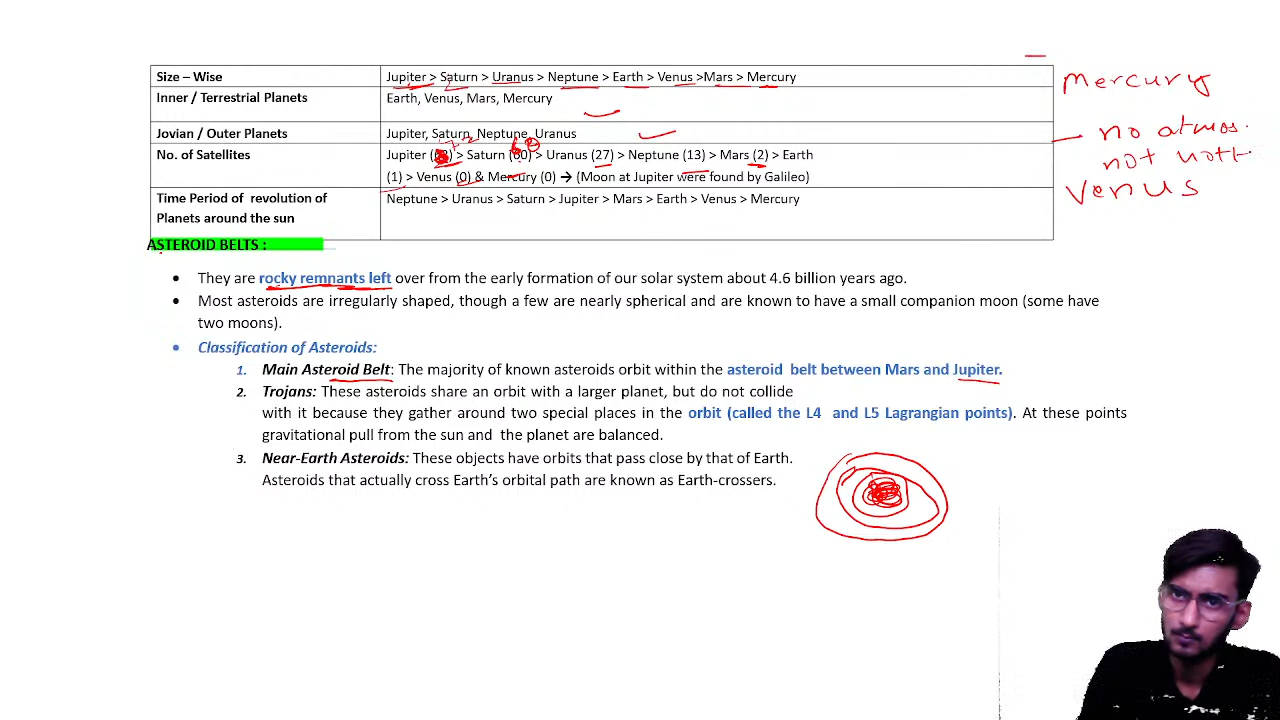 Size – Wise
Jupiter > Saturn > Uranus > Neptune > Earth > Venus >Mars > Mercury
Inner / Terrestrial Planets
Earth, Venus, Mars, Mercury
Jovian / Outer Planets
Jupiter, Saturn, Neptune, Uranus
No. of Satellites
Jupiter ( ) > Saturn (60) > Uranus (27) > Neptune (13) > Mars (2) > Earth
(1) > Venus (0) & Mercury (0) → (Moon at Jupiter were found by Galileo)
Time Period of revolution of
Planets around the sun
Neptune > Uranus > Saturn > Jupiter > Mars > Earth > Venus > Mercury
Mercury
no atmos.
not hott
Venus
ASTEROID BELTS :
• They are rocky remnants left over from the early formation of our solar system about 4.6 billion years ago.
• Most asteroids are irregularly shaped, though a few are nearly spherical and are known to have a small companion moon (some have
two moons).
• Classification of Asteroids:
1. Main Asteroid Belt: The majority of known asteroids orbit within the asteroid belt between Mars and Jupiter.
2. Trojans: These asteroids share an orbit with a larger planet, but do not collide
with it because they gather around two special places in the orbit (called the L4 and L5 Lagrangian points). At these points
gravitational pull from the sun and the planet are balanced.
3. Near-Earth Asteroids: These objects have orbits that pass close by that of Earth.
Asteroids that actually cross Earth's orbital path are known as Earth-crossers.